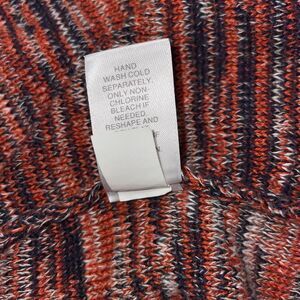 HAND
WASH COLD
SEPARATELY.
ONLY NON-
CHLORINE
BLEACH IF
NEEDED.
RESHAPE AND